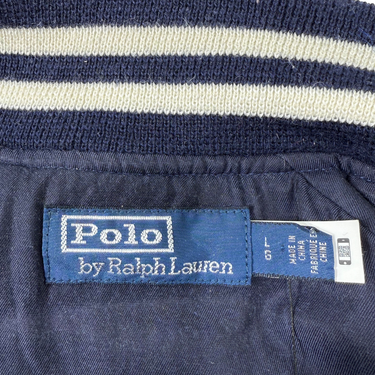 Polo
by Ralph Lauren
L
G
MADE IN
CHINA
FABRIQUE EN
CHINE